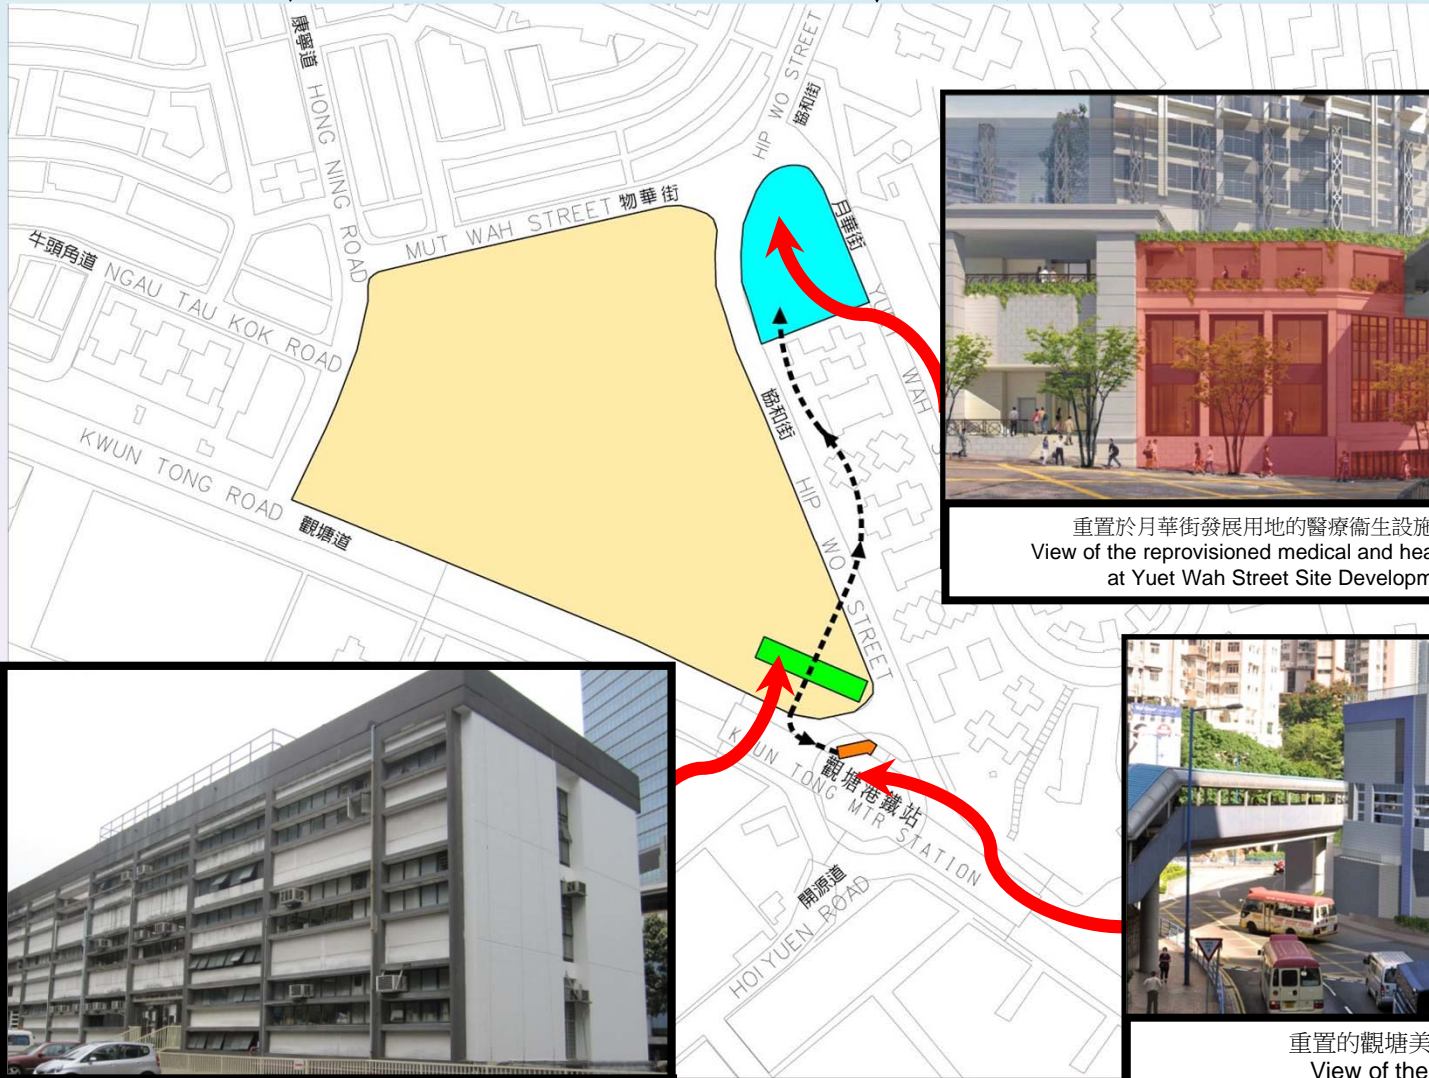 康寧道 HONG NING ROAD
HIP WO STREET
協和街
MUT WAH STREET 物華街
月華街
牛頭角道 NGAU TAU KOK ROAD
YUET WAH S
協和街
HIP WO STREET
KWUN TONG ROAD 觀塘道
重置於月華街發展用地的醫療衞生設施
View of the reprovisioned medical and hea
at Yuet Wah Street Site Developm
觀塘港鐵站
KWUN TONG MTR STATION
開源道
HOI YUEN ROAD
重置的觀塘美
View of the